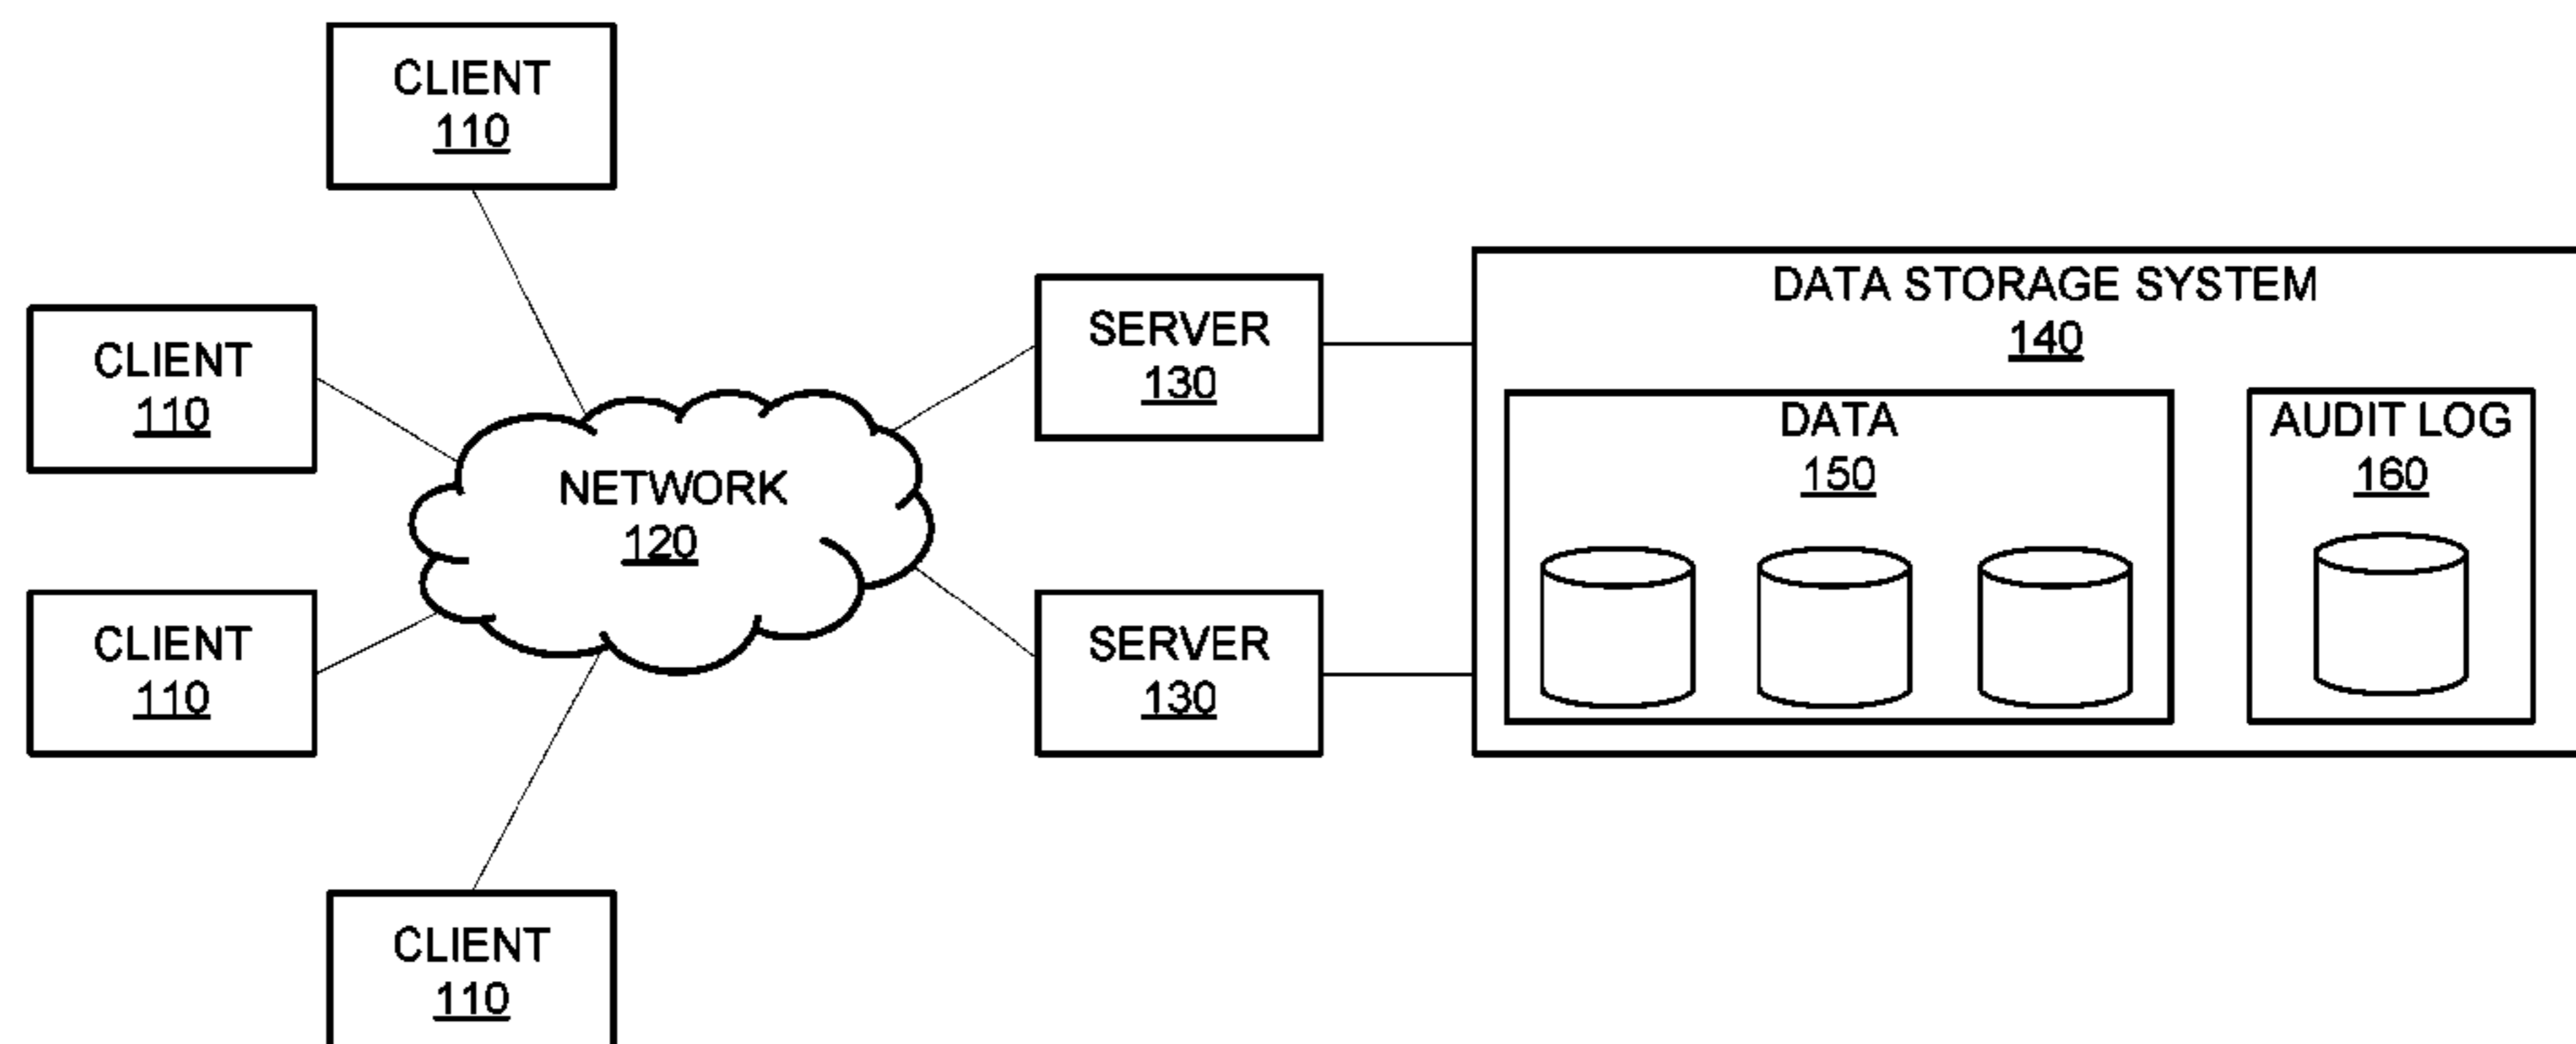 CLIENT
110
CLIENT
110
CLIENT
110
CLIENT
110
NETWORK
120
SERVER
130
SERVER
130
DATA STORAGE SYSTEM
140
DATA
150
AUDIT LOG
160